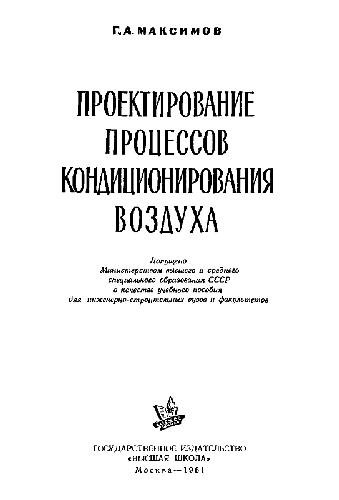 Г. А. МАКСИМОВ
ПРОЕКТИРОВАНИЕ
ПРОЦЕССОВ
КОНДИЦИОНИРОВАНИЯ
ВОЗДУХА
Допущено
Министерством высшего и среднего
специального образования СССР
в качестве учебного пособия
для инженерно-строительных вузов и факультетов
ГОСУДАРСТВЕННОЕ ИЗДАТЕЛЬСТВО
«ВЫСШАЯ ШКОЛА»
Москва — 1961